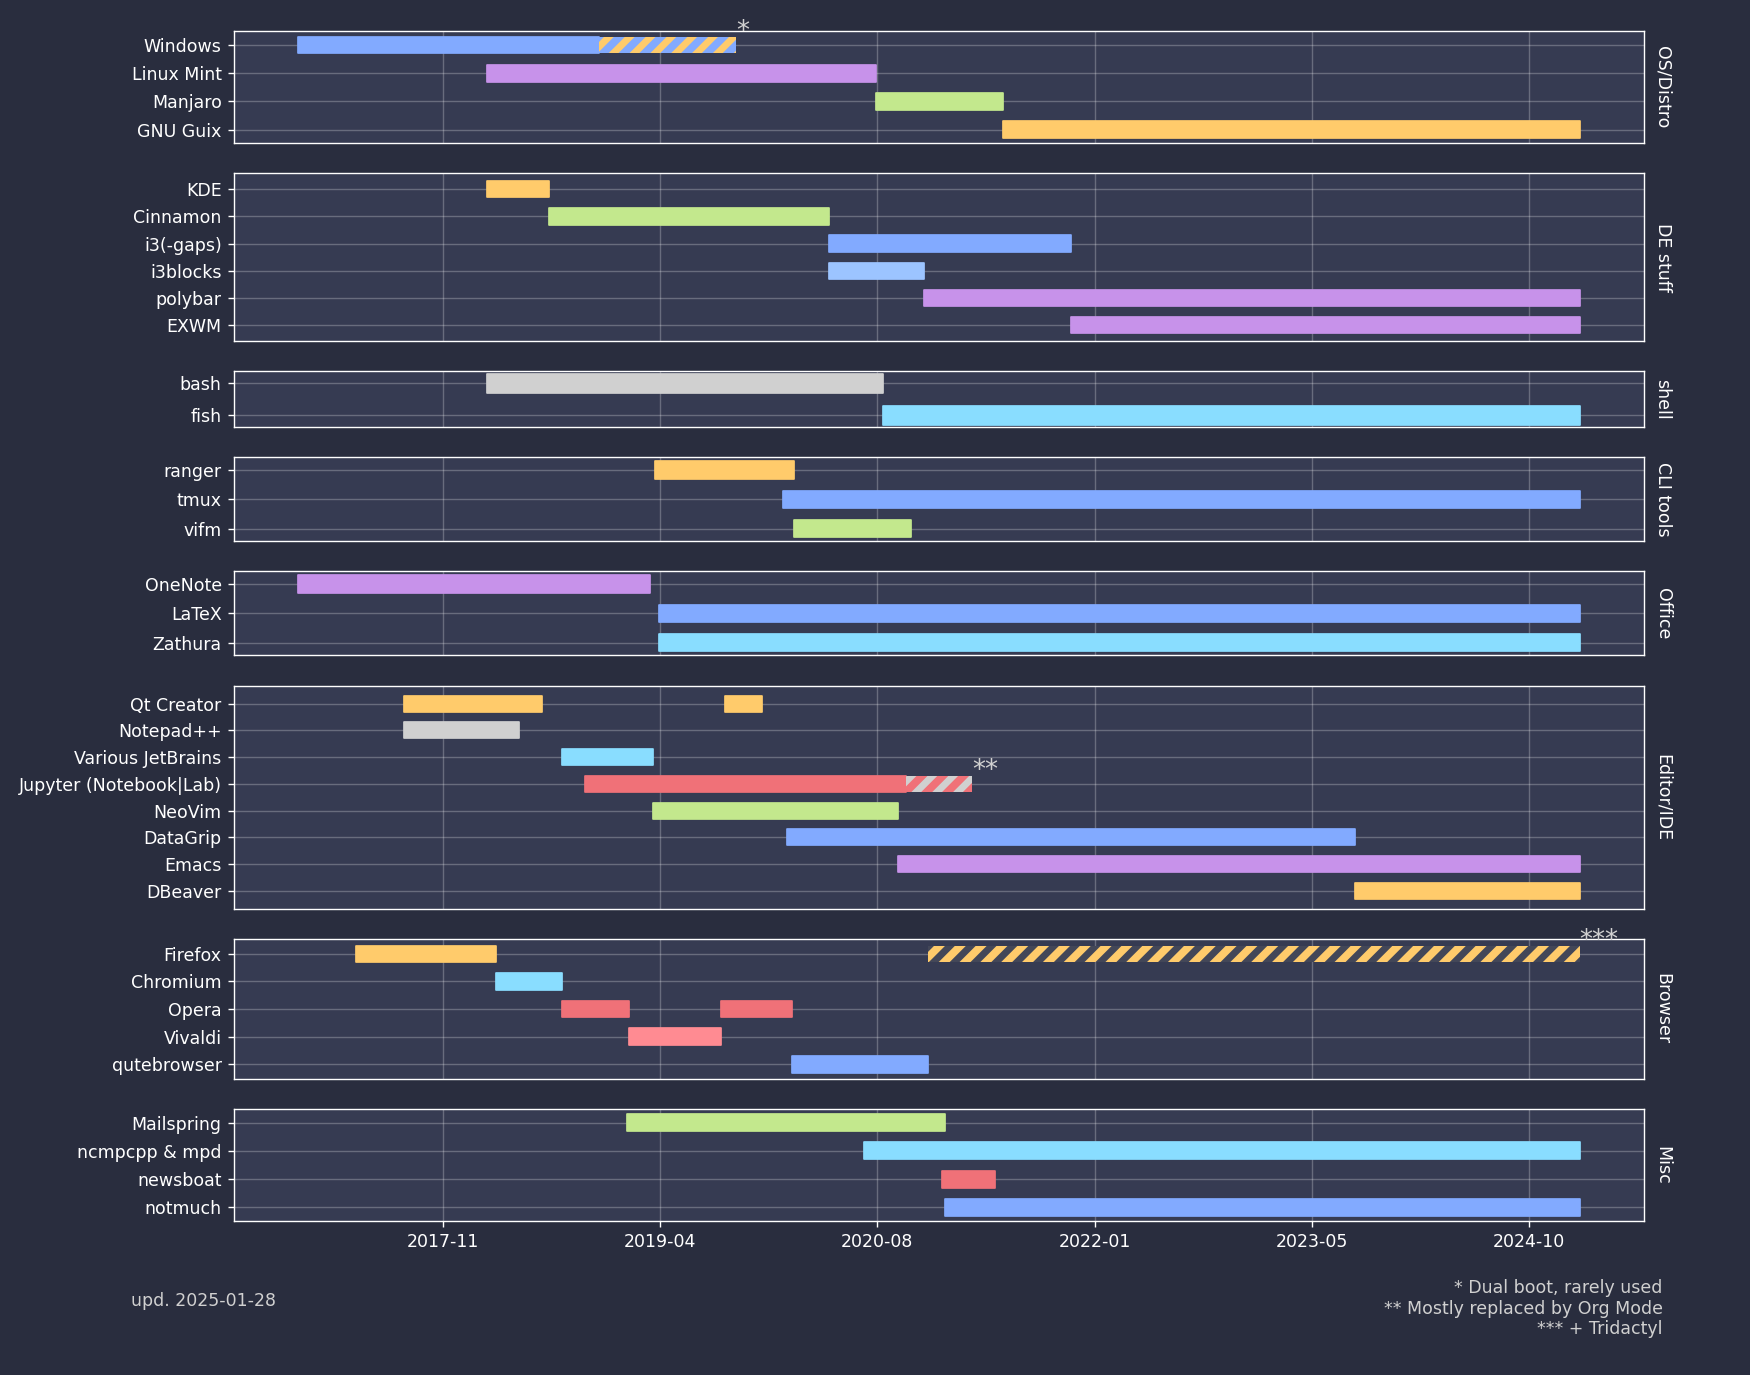 *
Windows
Linux Mint
Manjaro
GNU Guix
OS/Distro
KDE
Cinnamon
i3(-gaps)
i3blocks
polybar
EXWM
DE stuff
bash
fish
shell
ranger
tmux
vifm
CLI tools
OneNote
LaTeX
Zathura
Office
Qt Creator
Notepad++
Various JetBrains
**
Jupyter (Notebook|Lab)
NeoVim
DataGrip
Emacs
DBeaver
Editor/IDE
***
Firefox
Chromium
Opera
Vivaldi
qutebrowser
Browser
Mailspring
ncmpcpp & mpd
newsboat
notmuch
Misc
2017-11 2019-04 2020-08 2022-01 2023-05 2024-10
upd. 2025-01-28
* Dual boot, rarely used
** Mostly replaced by Org Mode
*** + Tridactyl